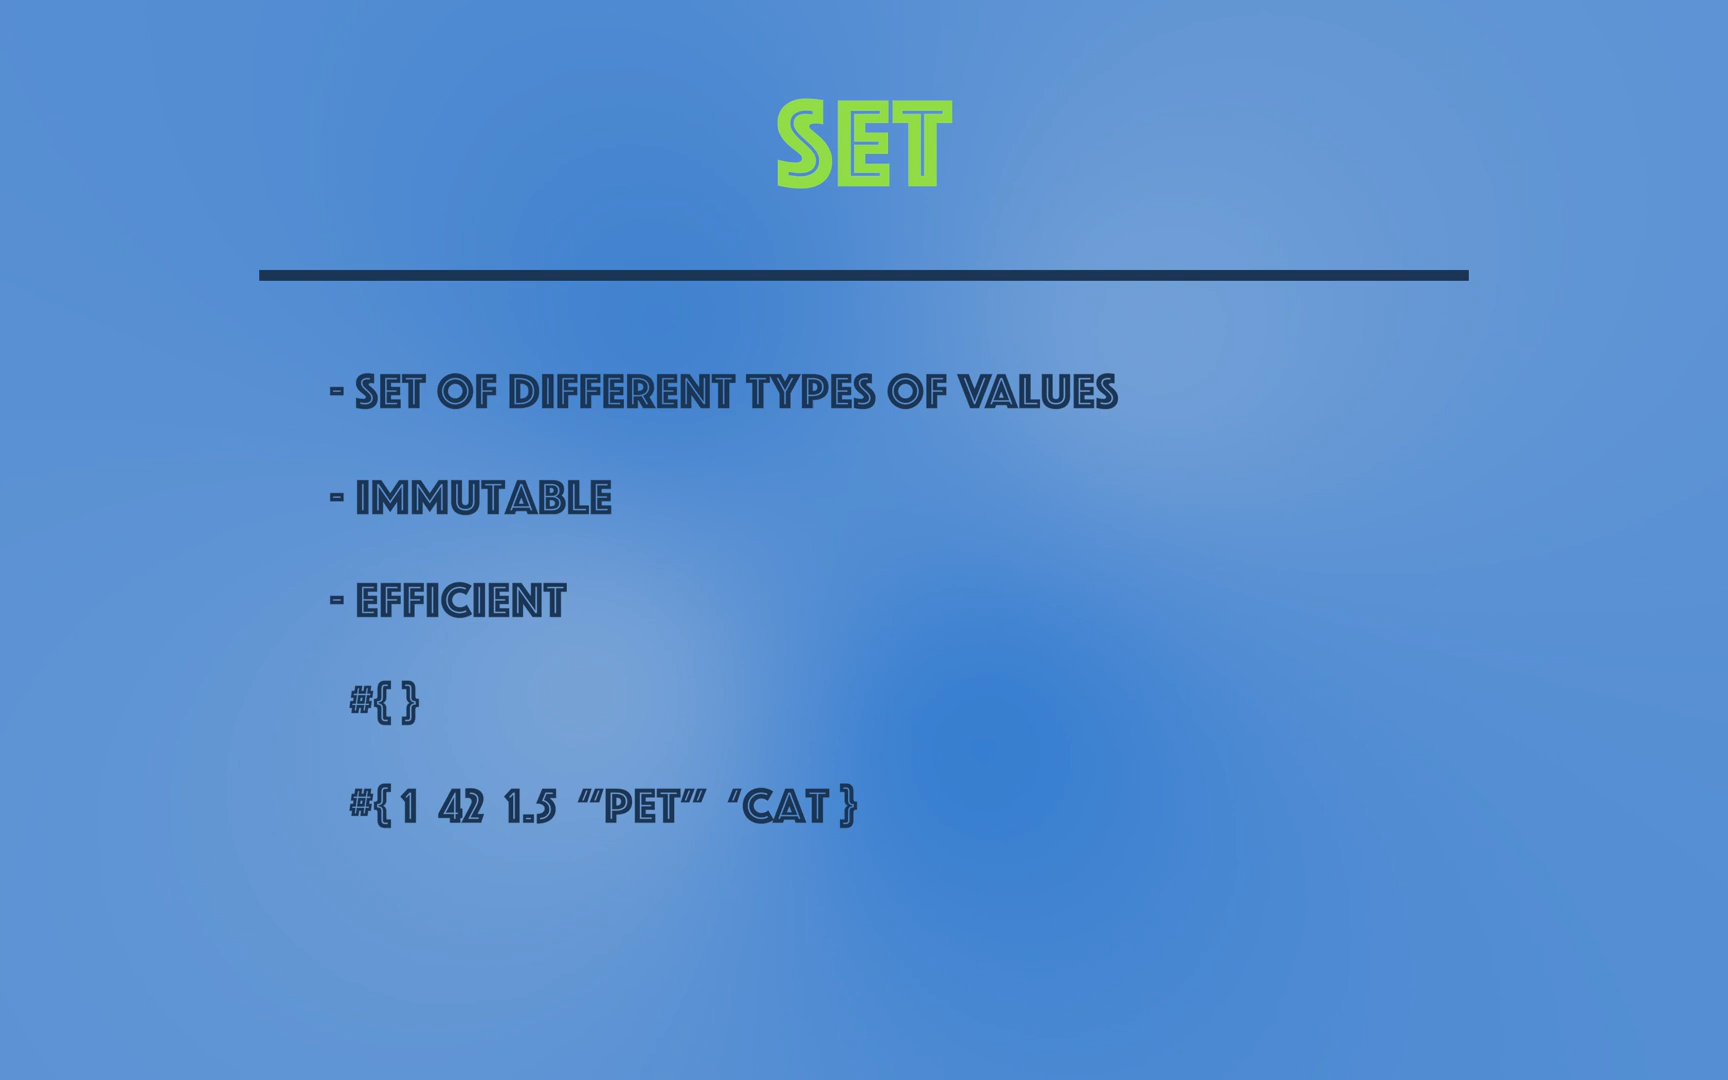 SET
- SET OF DIFFERENT TYPES OF VALUES
- IMMUTABLE
- EFFICIENT
#{ }
#{ 1 42 1.5 “PET” ‘CAT }